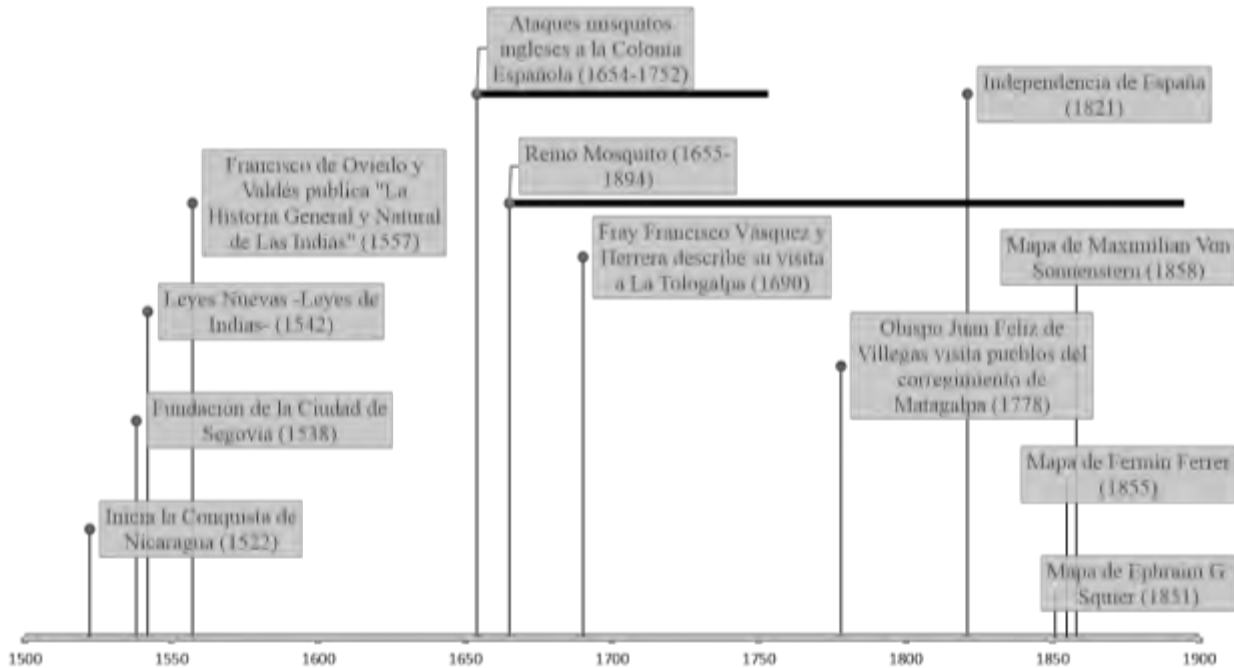 Ataques misquitos
ingleses a la Colonia
Española (1654-1752)
Independencia de España
(1821)
Reino Mosquito (1655-
1894)
Francisco de Oviedo y
Valdés publica "La
Historia General y Natural
de Las Indias" (1557)
Fray Francisco Vásquez y
Herrera describe su visita
a La Tologalpa (1690)
Mapa de Maxmilian Von
Sonnenstern (1858)
Leyes Nuevas -Leyes de
Indias- (1542)
Obispo Juan Feliz de
Villegas visita pueblos del
corregimiento de
Matagalpa (1778)
Fundación de la Ciudad de
Segovia (1538)
Mapa de Fermin Ferrer
(1855)
Inicia la Conquista de
Nicaragua (1522)
Mapa de Ephraim G
Squier (1851)
1500 1550 1600 1650 1700 1750 1800 1850 1900